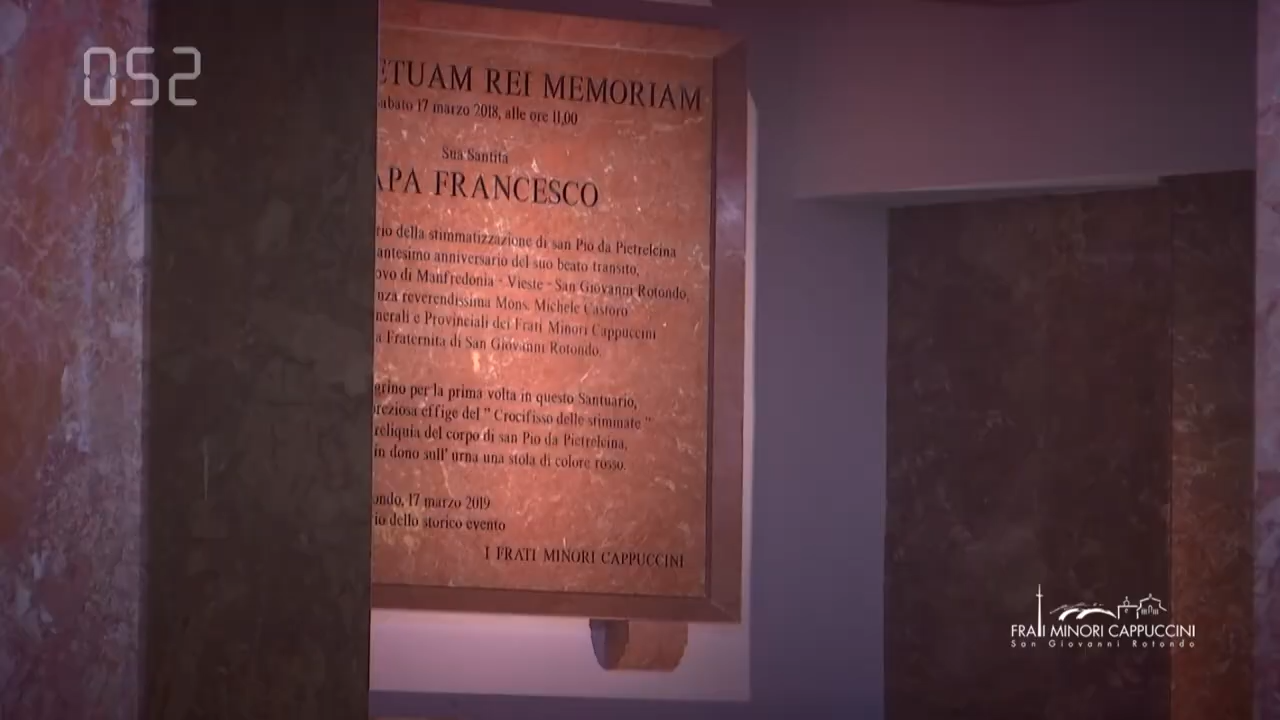 052
ETUAM REI MEMORIAM
abato 17 marzo 2018, alle ore 11,00
Sua Santità
APA FRANCESCO
rio della stimmatizzazione di san Pio da Pietrelcina
antesimo anniversario del suo beato transito,
ovo di Manfredonia - Vieste - San Giovanni Rotondo,
nza reverendissima Mons. Michele Castoro
nerali e Provinciali dei Frati Minori Cappuccini
a Fraternità di San Giovanni Rotondo.
grino per la prima volta in questo Santuario,
reziosa effige del " Crocifisso delle stimate "
reliquia del corpo di san Pio da Pietrelcina,
in dono sull' urna una stola di colore rosso.
ondo, 17 marzo 2019
io dello storico evento
I FRATI MINORI CAPPUCCINI
FRATI MINORI CAPPUCCINI
San Giovanni Rotondo